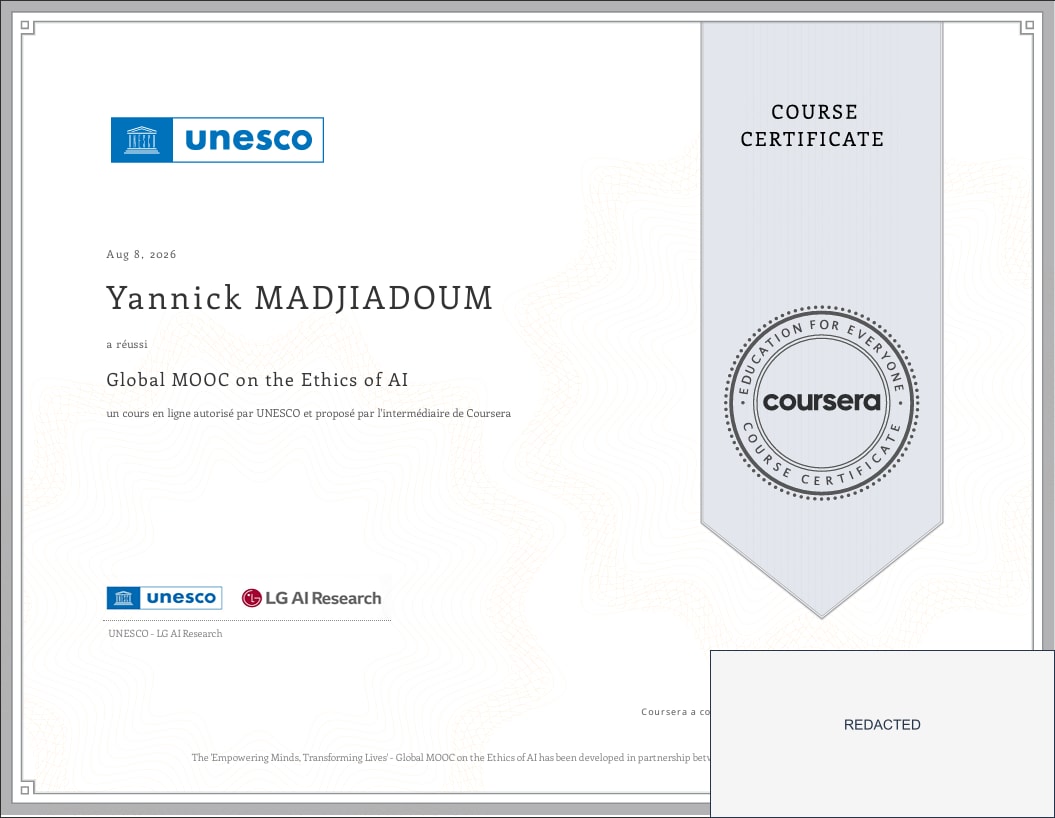 unesco
COURSE
CERTIFICATE
Aug 8, 2026
Yannick MADJIADOUM
a réussi
Global MOOC on the Ethics of AI
un cours en ligne autorisé par UNESCO et proposé par l'intermédiaire de Coursera
EDUCATION FOR EVERYONE
coursera
COURSE CERTIFICATE
unesco LG AI Research
UNESCO - LG AI Research
Coursera a
REDACTED
The 'Empowering Minds, Transforming Lives' - Global MOOC on the Ethics of AI has been developed in partnership